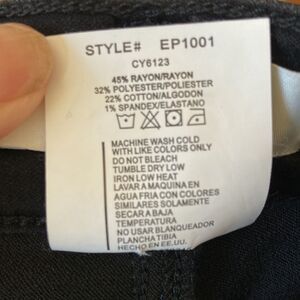 STYLE# EP1001
CY6123
45% RAYON/RAYON
32% POLYESTER/POLIESTER
22% COTTON/ALGODON
1% SPANDEX/ELASTANO
MACHINE WASH COLD
WITH LIKE COLORS ONLY
DO NOT BLEACH
TUMBLE DRY LOW
IRON LOW HEAT
LAVAR A MAQUINA EN
AGUA FRIA CON COLORES
SIMILARES SOLAMENTE
SECAR A BAJA
TEMPERATURA
NO USAR BLANQUEADOR
PLANCHA TIBIA
HECHO EN EE.UU.